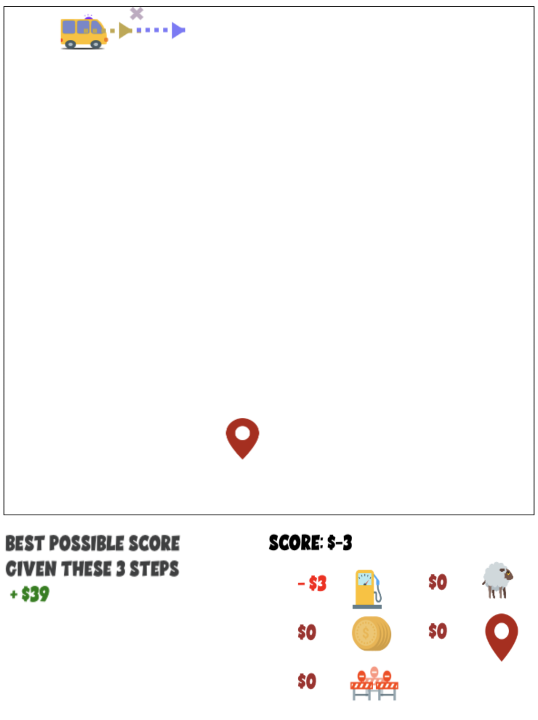 BEST POSSIBLE SCORE
GIVEN THESE 3 STEPS
+ $39
SCORE: $-3
- $3
$0
$0
$0
$0